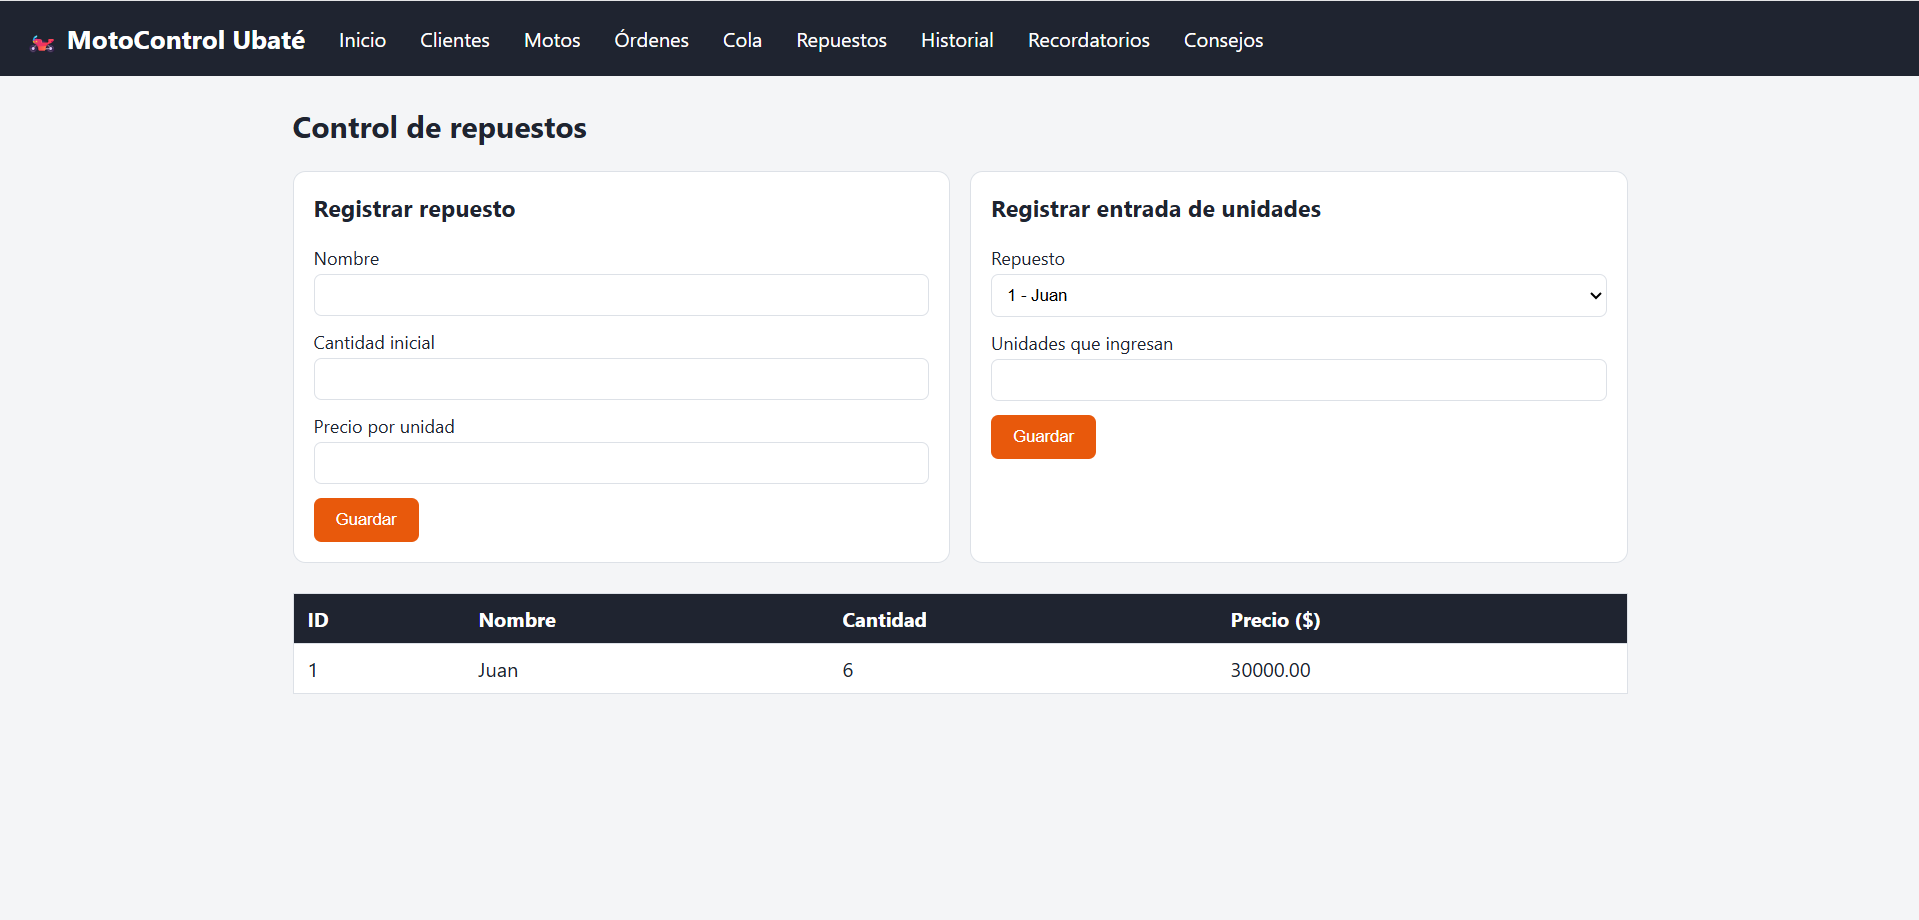 MotoControl Ubaté Inicio Clientes Motos Órdenes Cola Repuestos Historial Recordatorios Consejos
Control de repuestos
Registrar repuesto
Nombre
Cantidad inicial
Precio por unidad
Guardar
Registrar entrada de unidades
Repuesto
1 - Juan
Unidades que ingresan
Guardar
ID Nombre Cantidad Precio ($)
1 Juan 6 30000.00